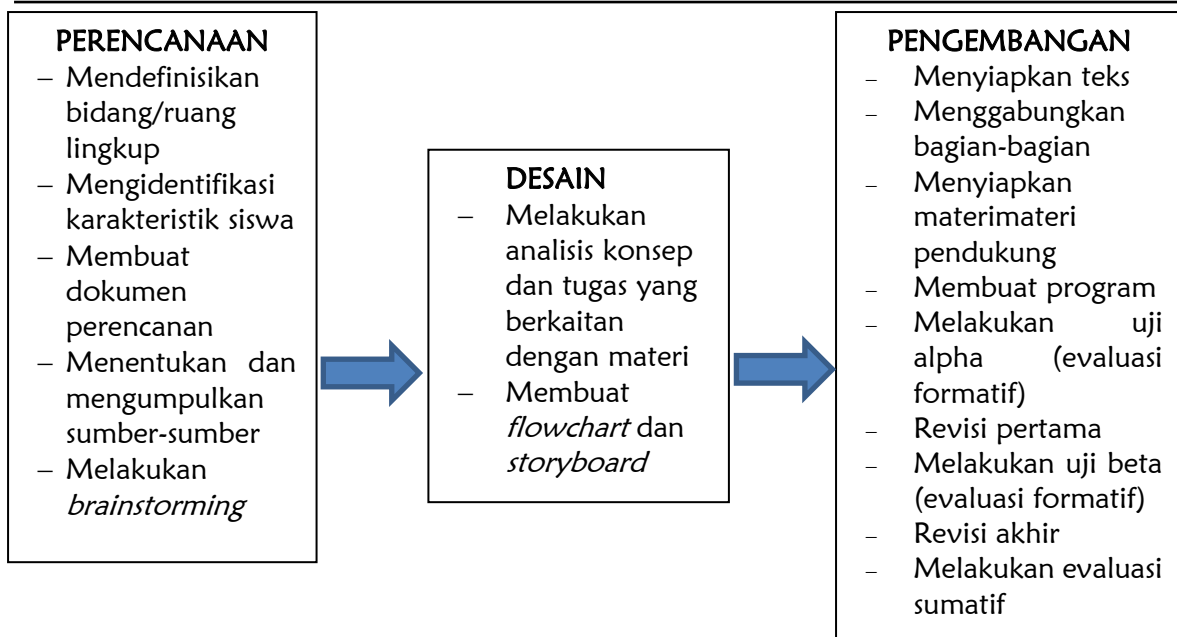 PERENCANAAN
– Mendefinisikan
bidang/ruang
lingkup
– Mengidentifikasi
karakteristik siswa
– Membuat
dokumen
perencanan
– Menentukan dan
mengumpulkan
sumber-sumber
– Melakukan
brainstorming
DESAIN
– Melakukan
analisis konsep
dan tugas yang
berkaitan
dengan materi
– Membuat
flowchart dan
storyboard
PENGEMBANGAN
– Menyiapkan teks
– Menggabungkan
bagian-bagian
– Menyiapkan
materimateri
pendukung
– Membuat program
– Melakukan uji
alpha (evaluasi
formatif)
– Revisi pertama
– Melakukan uji beta
(evaluasi formatif)
– Revisi akhir
– Melakukan evaluasi
sumatif